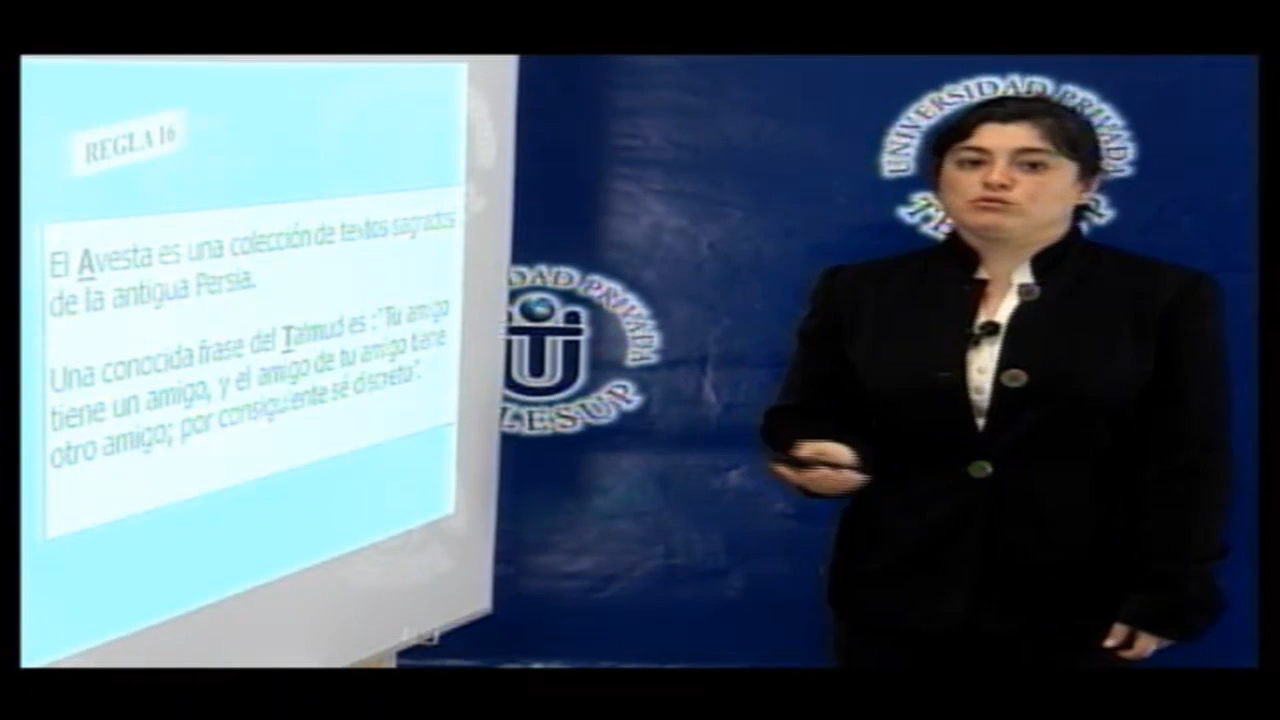 REGLA 16
El Avesta es una colección de textos sagrados
de la antigua Persia.
Una conocida frase del Talmud es :"Tu amigo
tiene un amigo, y el amigo de tu amigo tiene
otro amigo; por consiguiente sé discreto".
UNIVERSIDAD PRIVADA
DAD PRIVADA
U
LESUP